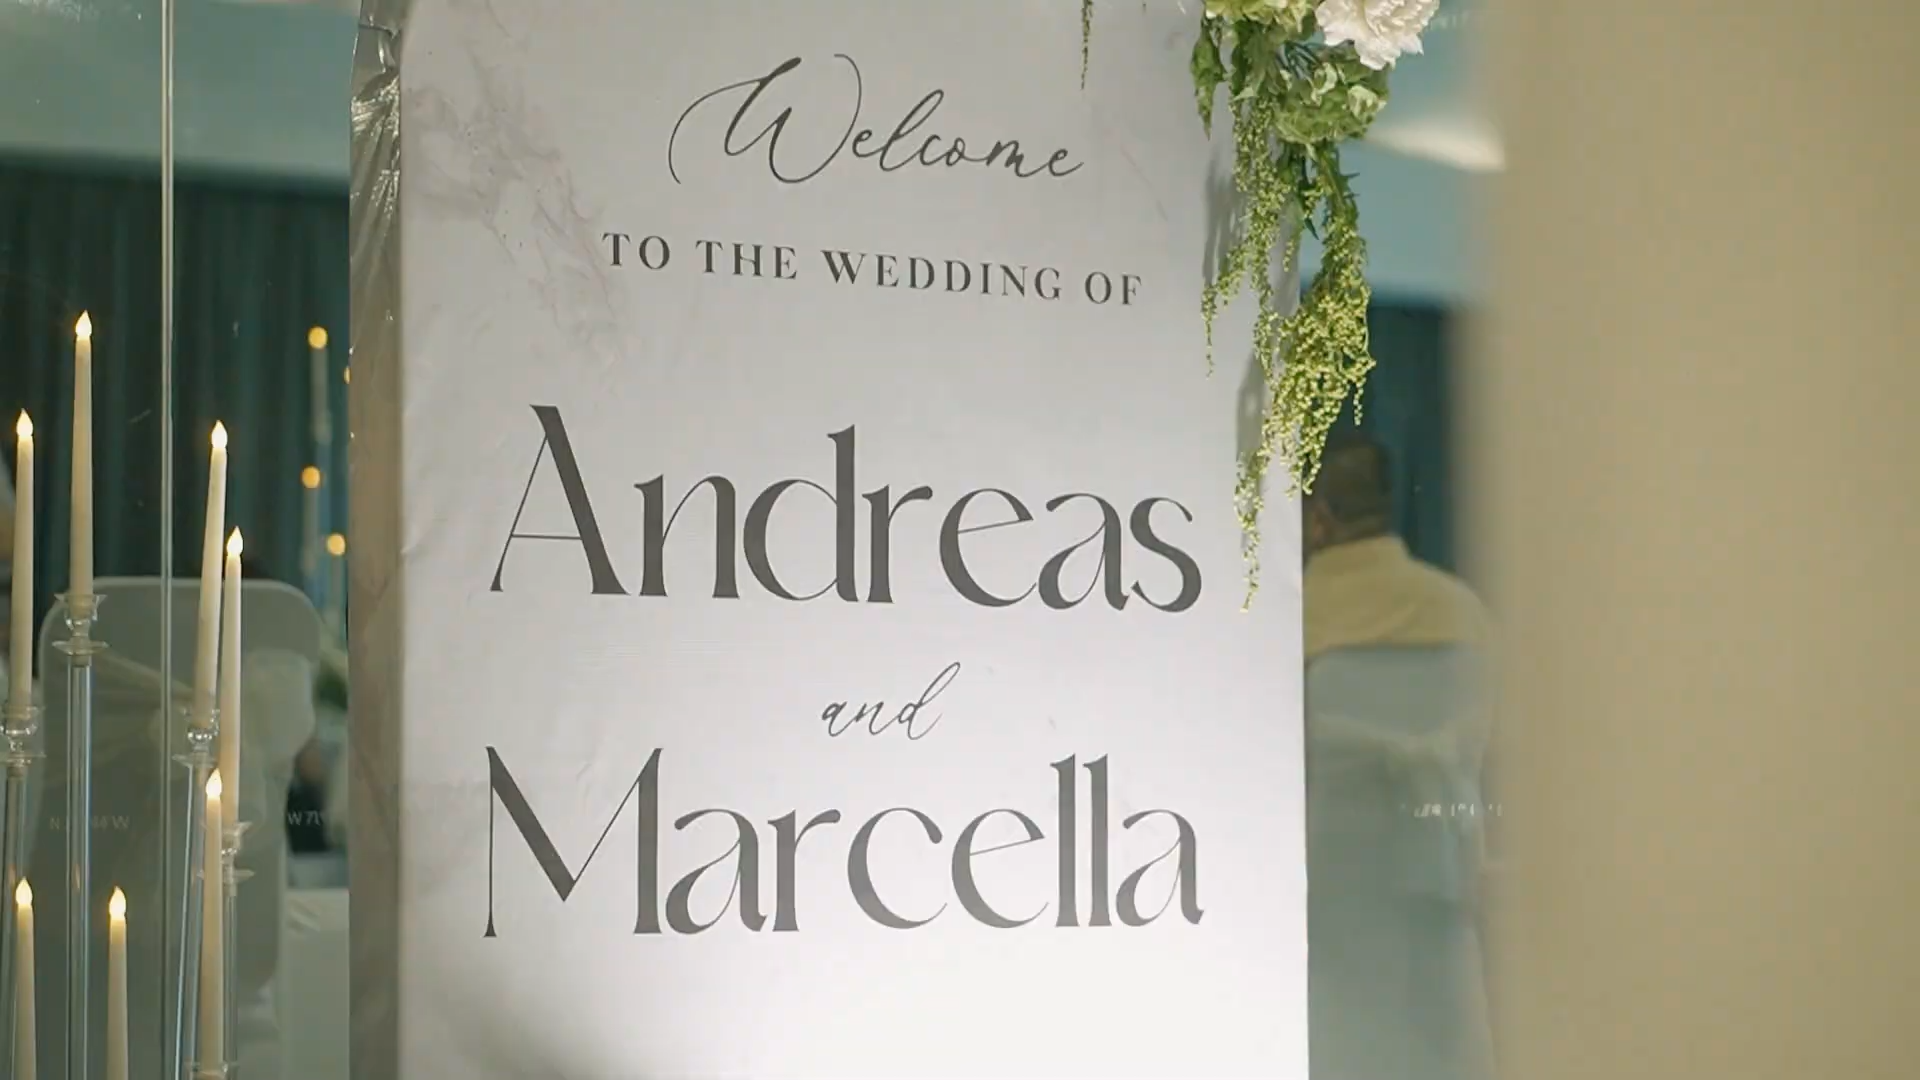 Welcome
TO THE WEDDING OF
Andreas
and
Marcella